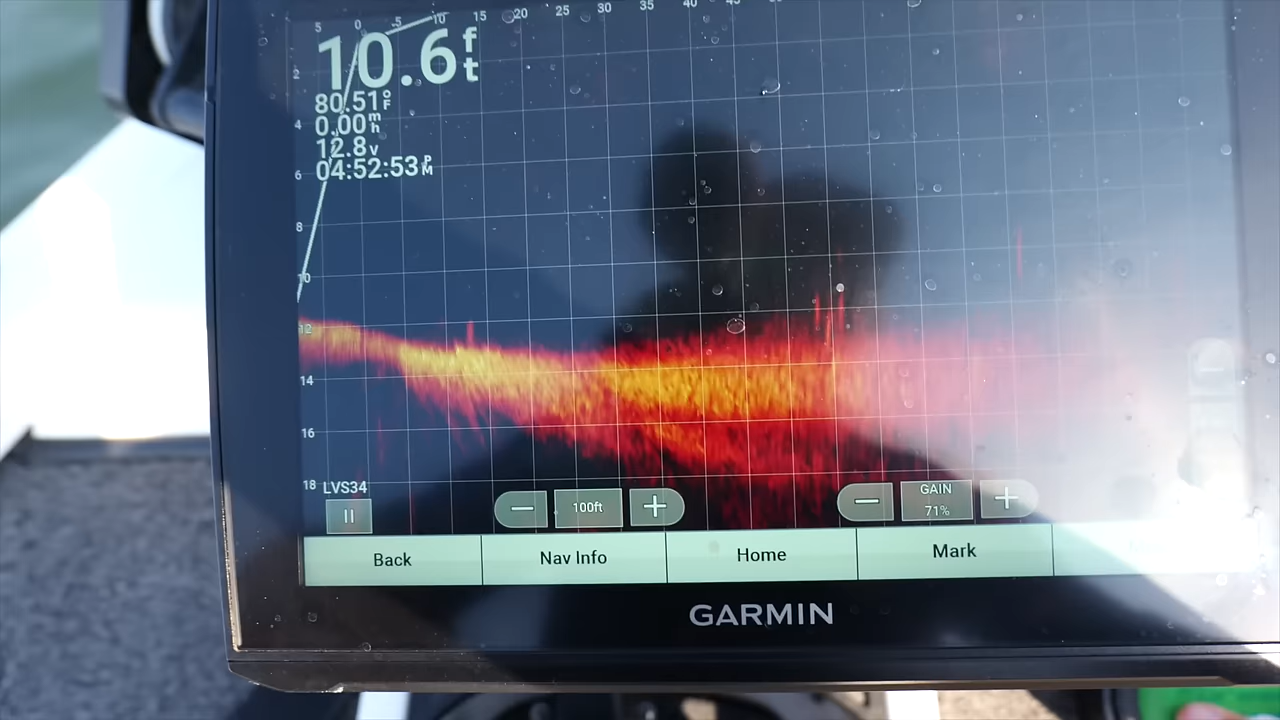 5 0 5 10 15 20 25 30 35 40 45
10.6 ft
2
80.51°F
0.00mh
4
12.8v
04:52:53PM
6
8
10
12
14
16
18
LVS34
100ft
GAIN
71%
Back Nav Info Home Mark
GARMIN